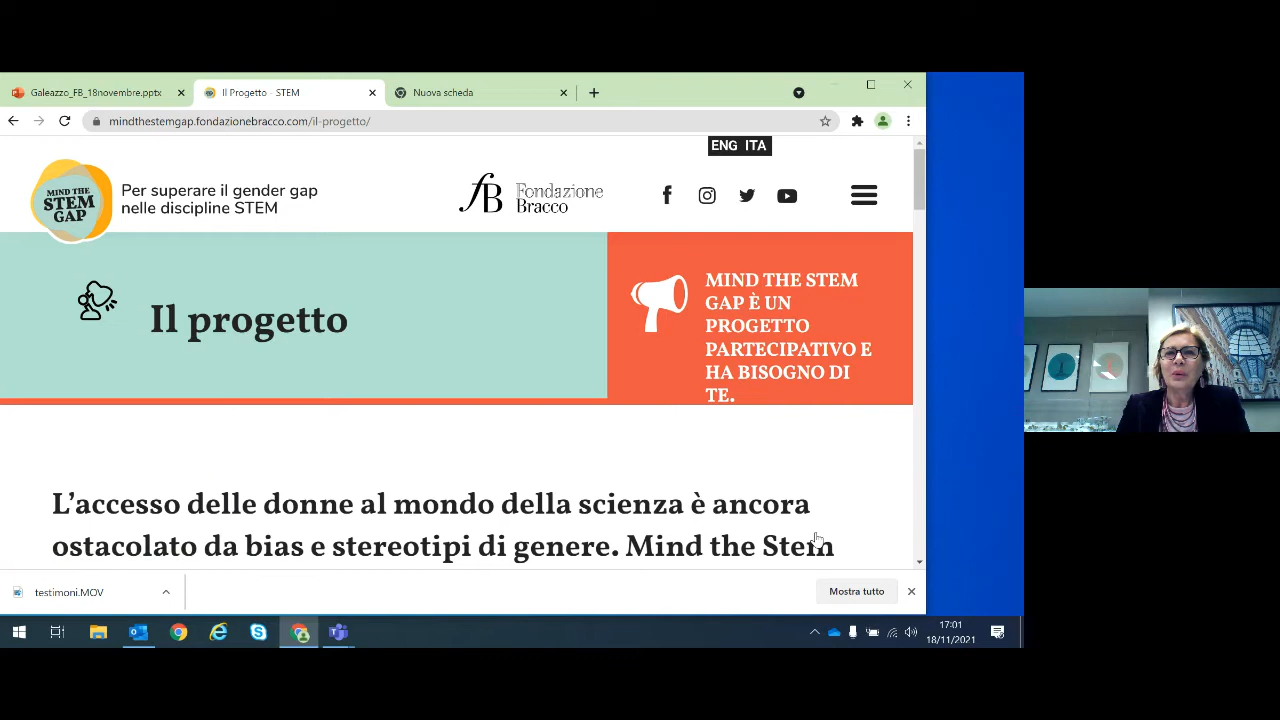 Galeazzo_FB_18novembre.pptx
Il Progetto - STEM
Nuova scheda
mindthestemgap.fondazionebracco.com/il-progetto/
ENG ITA
MIND THE
STEM
GAP
Per superare il gender gap
nelle discipline STEM
fB
Fondazione
Bracco
Il progetto
MIND THE STEM
GAP È UN
PROGETTO
PARTECIPATIVO E
HA BISOGNO DI
TE.
L’accesso delle donne al mondo della scienza è ancora
ostacolato da bias e stereotipi di genere. Mind the Stem
testimoni.MOV
Mostra tutto
17:01
18/11/2021